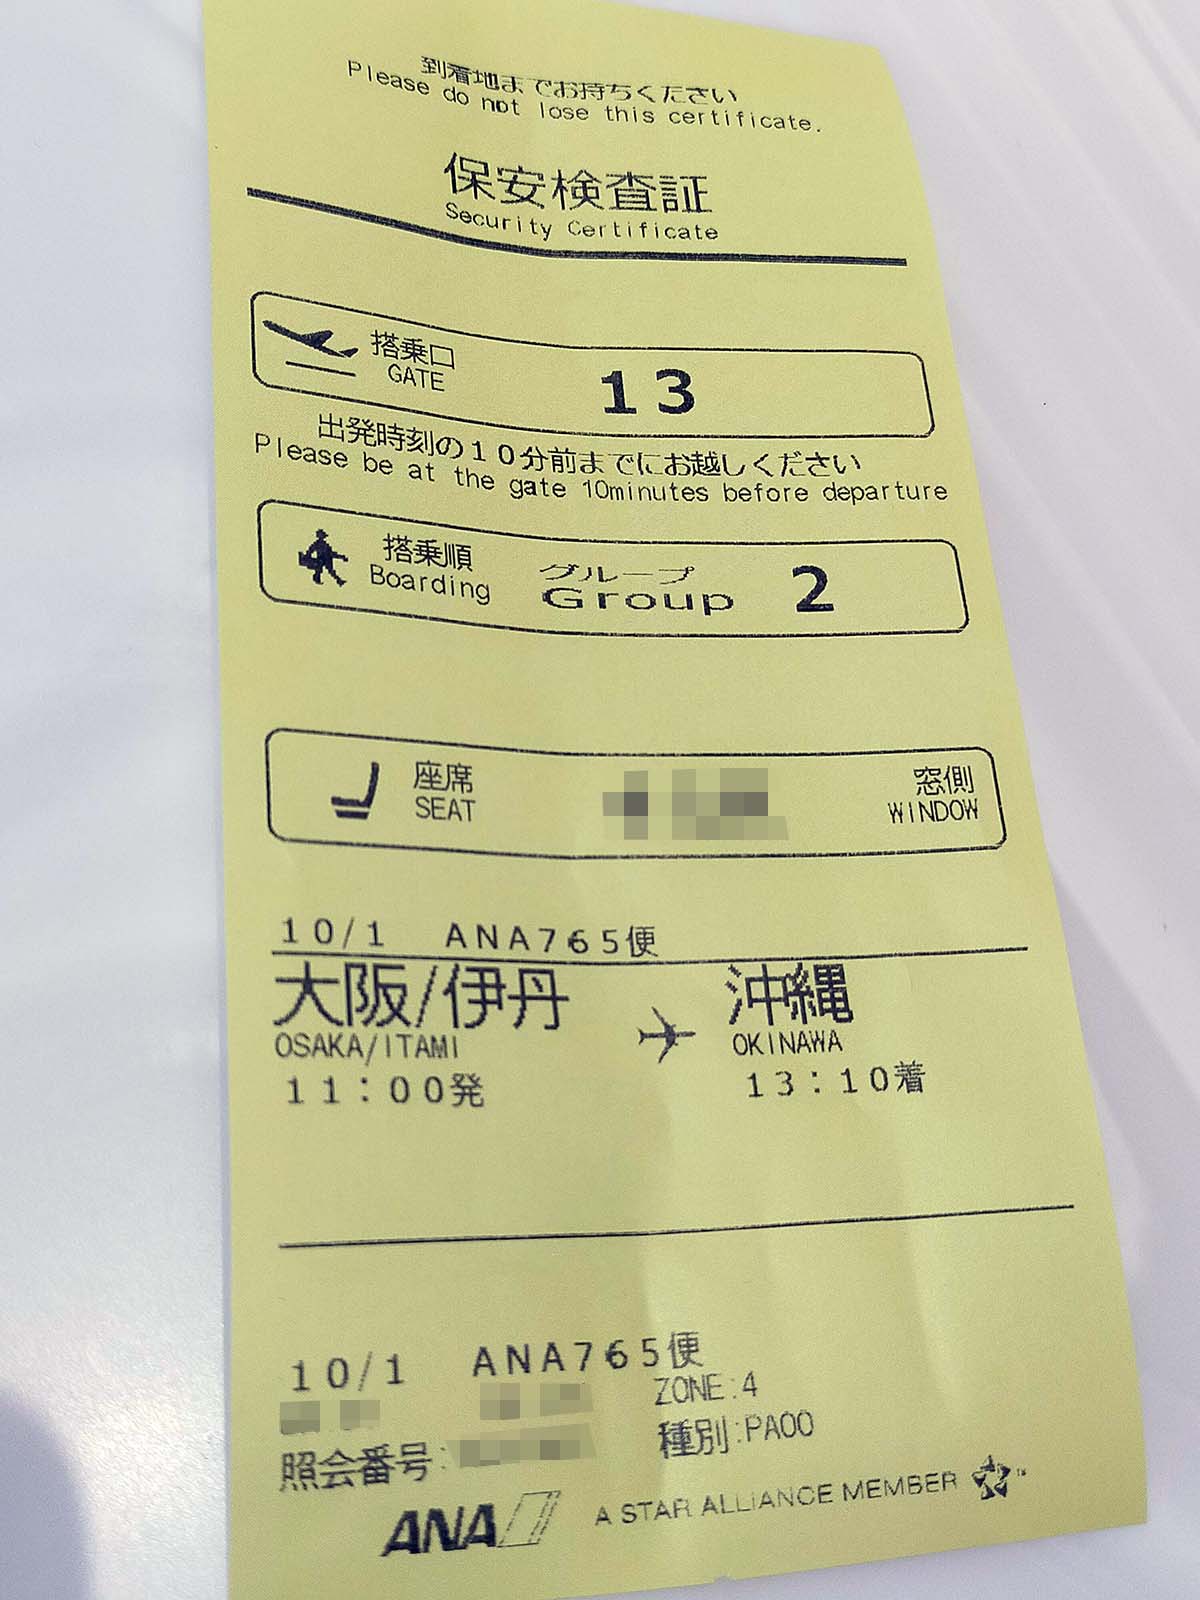 到着地までお持ちください
Please do not lose this certificate.
保安検査証
Security Certificate
搭乗口
GATE
13
出発時刻の10分前までにお越しください
Please be at the gate 10minutes before departure
搭乗順
Boarding
グループ
Group
2
座席
SEAT
窓側
WINDOW
10/1 ANA765便
大阪/伊丹
沖縄
OSAKA/ITAMI
OKINAWA
11:00発
13:10着
10/1 ANA765便
ZONE:4
照会番号:
種別:PA00
ANA
A STAR ALLIANCE MEMBER